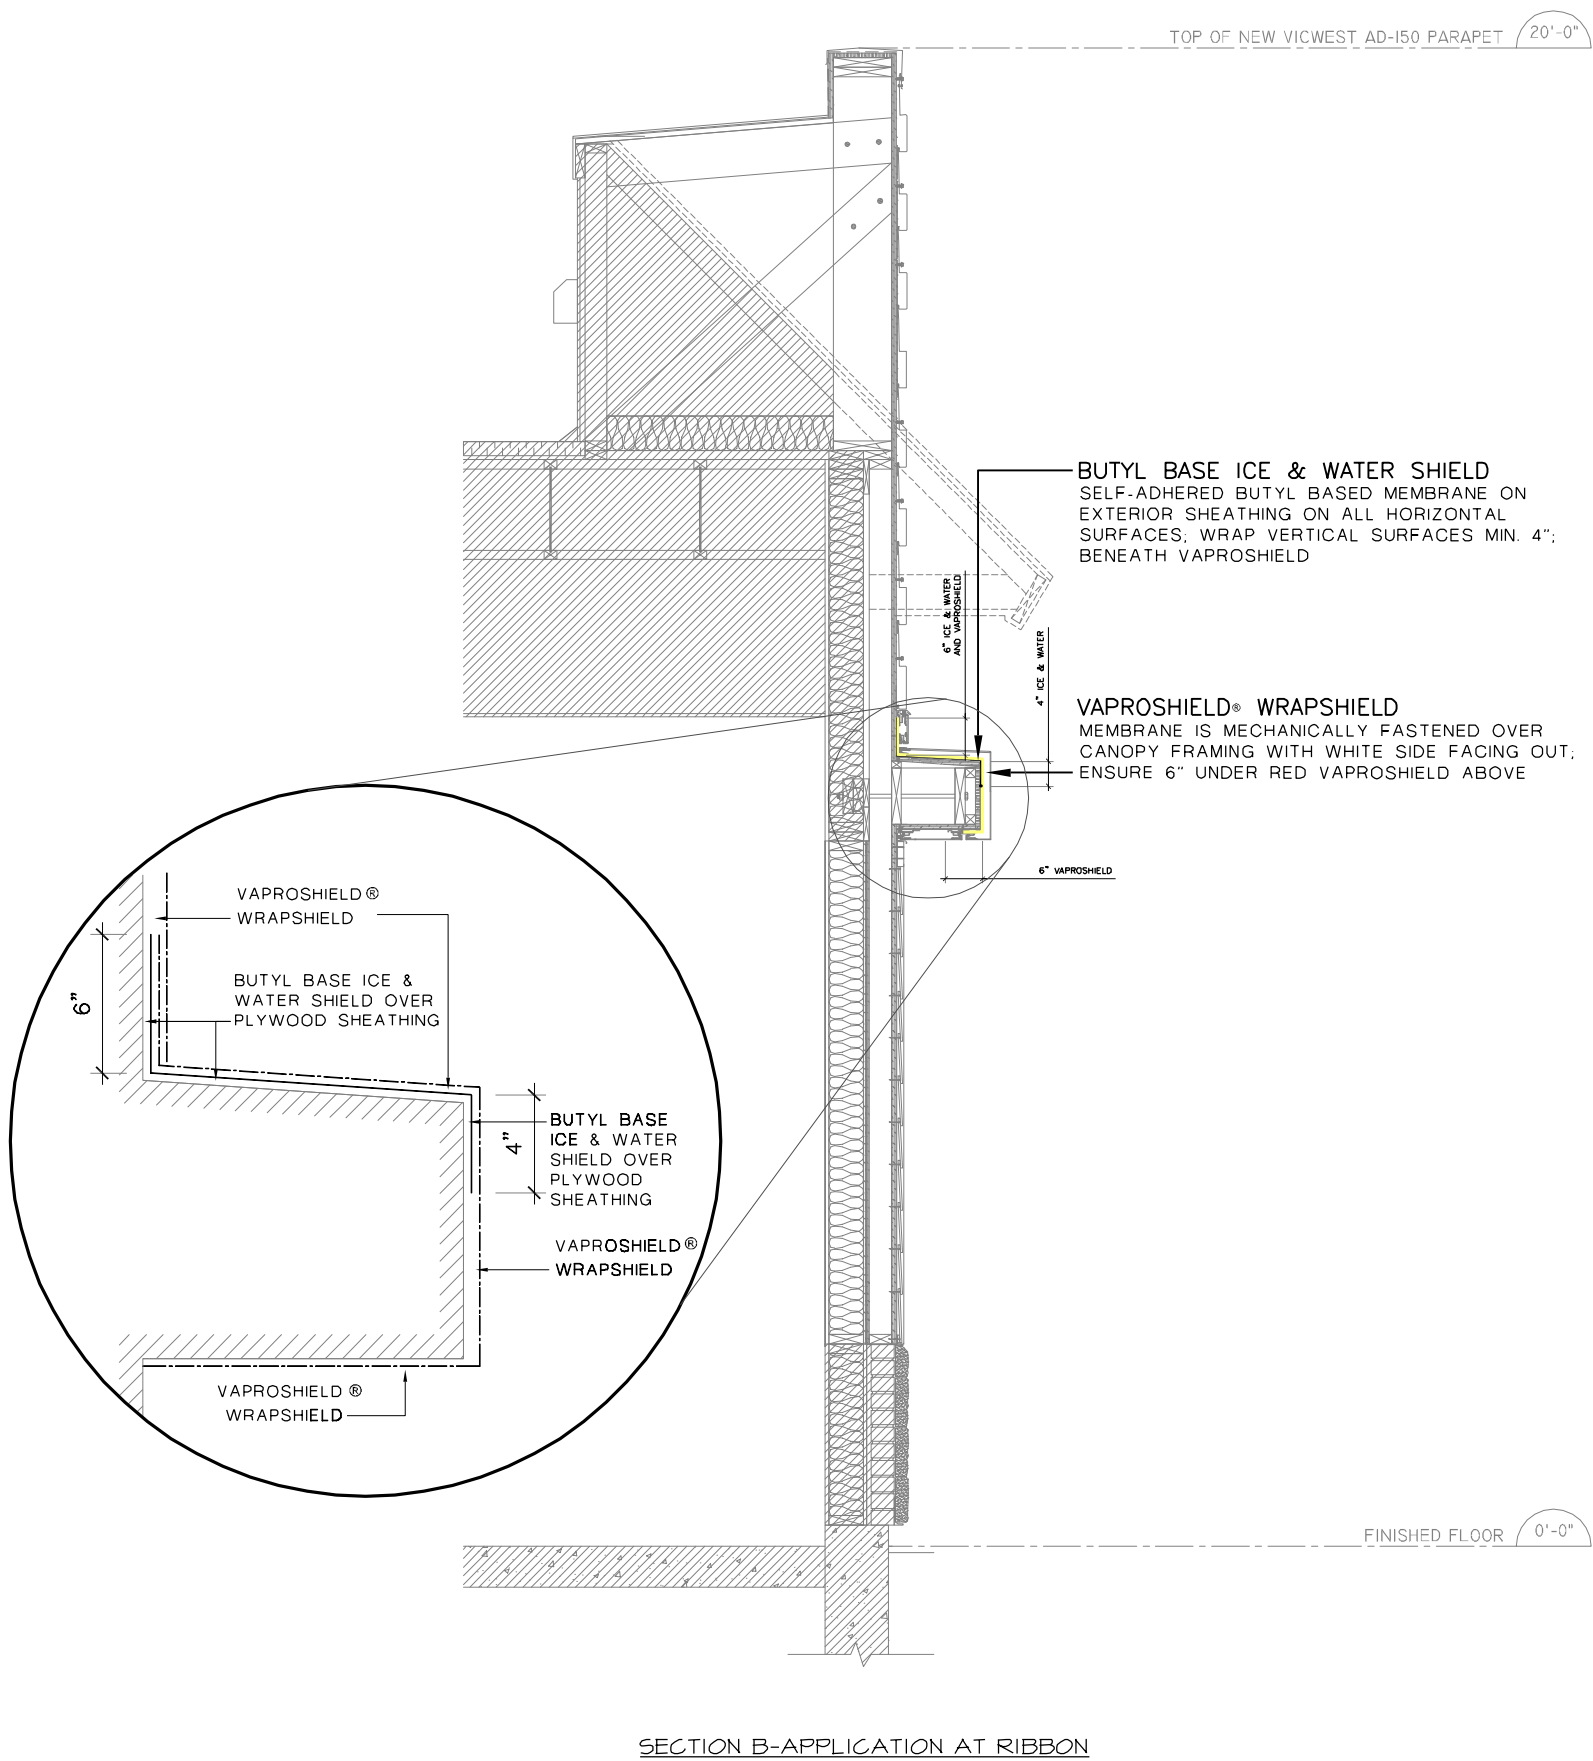 TOP OF NEW VICWEST AD-150 PARAPET
20'-0"
BUTYL BASE ICE & WATER SHIELD
SELF-ADHERED BUTYL BASED MEMBRANE ON
EXTERIOR SHEATHING ON ALL HORIZONTAL
SURFACES; WRAP VERTICAL SURFACES MIN. 4";
BENEATH VAPROSHIELD
6" ICE & WATER
AND VAPROSHIELD
4" ICE & WATER
VAPROSHIELD® WRAPSHIELD
MEMBRANE IS MECHANICALLY FASTENED OVER
CANOPY FRAMING WITH WHITE SIDE FACING OUT;
ENSURE 6" UNDER RED VAPROSHIELD ABOVE
6" VAPROSHIELD
VAPROSHIELD®
WRAPSHIELD
6"
BUTYL BASE ICE &
WATER SHIELD OVER
PLYWOOD SHEATHING
4"
BUTYL BASE
ICE & WATER
SHIELD OVER
PLYWOOD
SHEATHING
VAPROSHIELD®
WRAPSHIELD
VAPROSHIELD®
WRAPSHIELD
FINISHED FLOOR
0'-0"
SECTION B-APPLICATION AT RIBBON